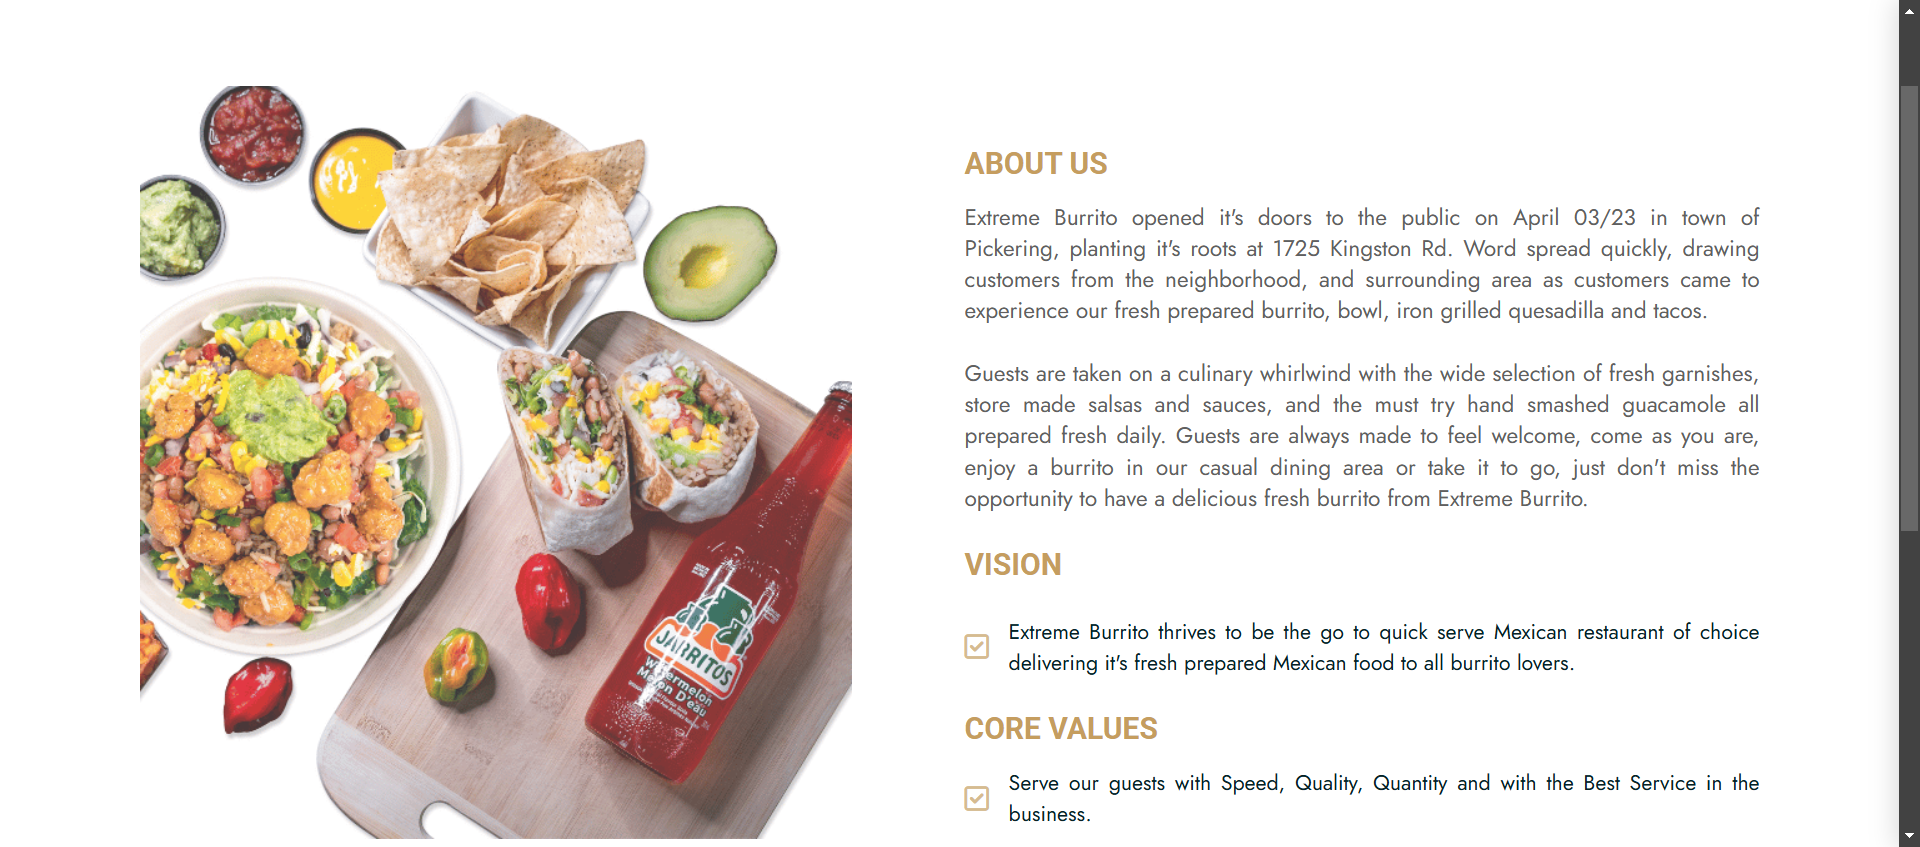 ABOUT US
Extreme Burrito opened it's doors to the public on April 03/23 in town of
Pickering, planting it's roots at 1725 Kingston Rd. Word spread quickly, drawing
customers from the neighborhood, and surrounding area as customers came to
experience our fresh prepared burrito, bowl, iron grilled quesadilla and tacos.
Guests are taken on a culinary whirlwind with the wide selection of fresh garnishes,
store made salsas and sauces, and the must try hand smashed guacamole all
prepared fresh daily. Guests are always made to feel welcome, come as you are,
enjoy a burrito in our casual dining area or take it to go, just don't miss the
opportunity to have a delicious fresh burrito from Extreme Burrito.
VISION
Extreme Burrito thrives to be the go to quick serve Mexican restaurant of choice
delivering it's fresh prepared Mexican food to all burrito lovers.
CORE VALUES
Serve our guests with Speed, Quality, Quantity and with the Best Service in the
business.
JARRITOS
Watermelon
Melon D'eau